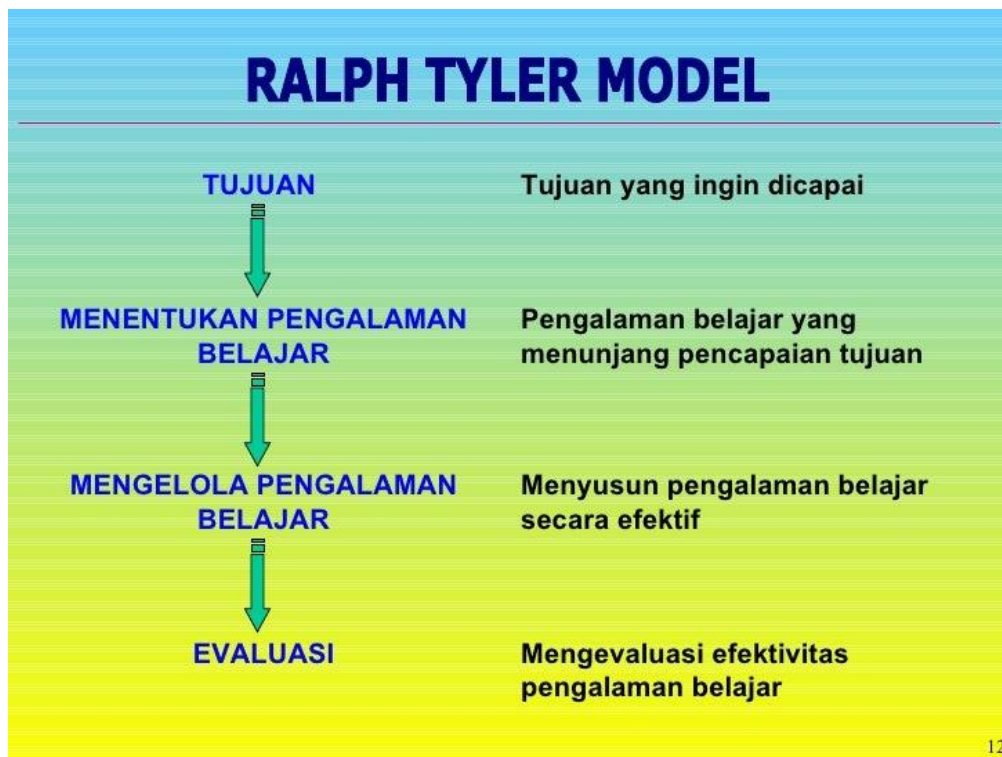 RALPH TYLER MODEL
TUJUAN
Tujuan yang ingin dicapai
MENENTUKAN PENGALAMAN
BELAJAR
Pengalaman belajar yang
menunjang pencapaian tujuan
MENGELOLA PENGALAMAN
BELAJAR
Menyusun pengalaman belajar
secara efektif
EVALUASI
Mengevaluasi efektivitas
pengalaman belajar
12